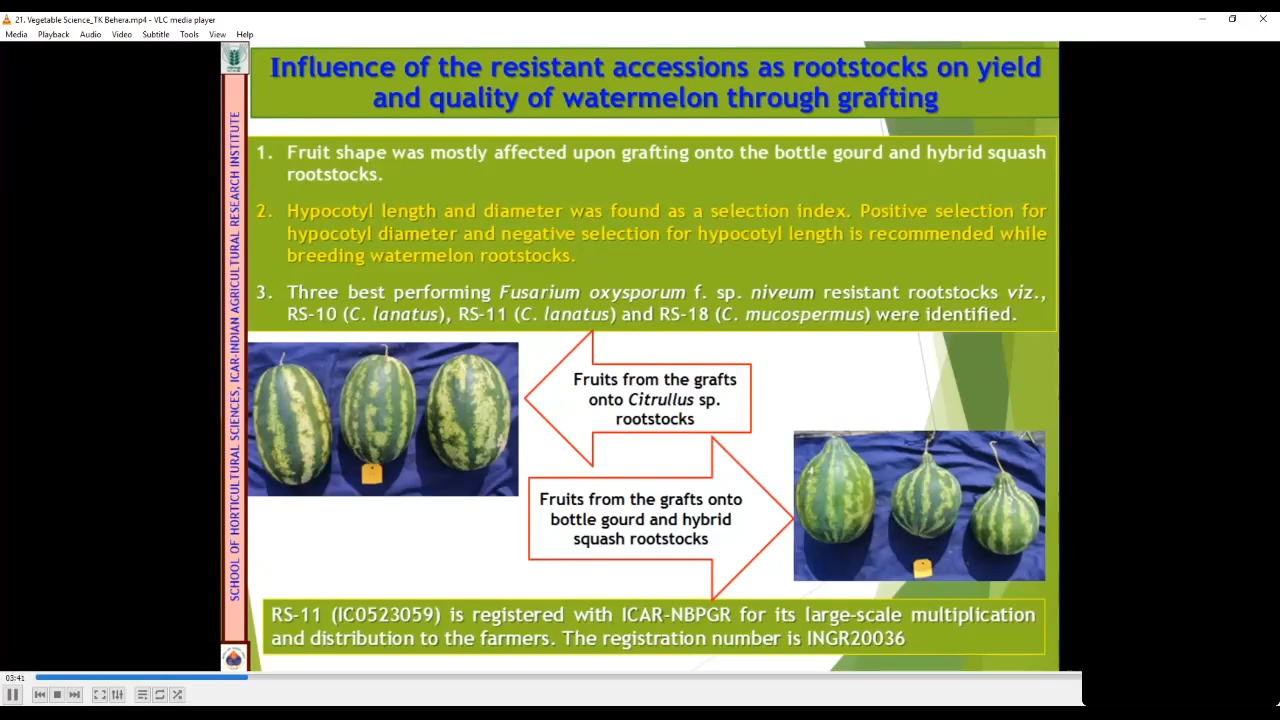 21. Vegetable Science_TK Behera.mp4 - VLC media player
Media Playback Audio Video Subtitle Tools View Help
Influence of the resistant accessions as rootstocks on yield
and quality of watermelon through grafting
SCHOOL OF HORTICULTURAL SCIENCES, ICAR-INDIAN AGRICULTURAL RESEARCH INSTITUTE
1. Fruit shape was mostly affected upon grafting onto the bottle gourd and hybrid squash
rootstocks.
2. Hypocotyl length and diameter was found as a selection index. Positive selection for
hypocotyl diameter and negative selection for hypocotyl length is recommended while
breeding watermelon rootstocks.
3. Three best performing Fusarium oxysporum f. sp. niveum resistant rootstocks viz.,
RS-10 (C. lanatus), RS-11 (C. lanatus) and RS-18 (C. mucospermus) were identified.
Fruits from the grafts
onto Citrullus sp.
rootstocks
Fruits from the grafts onto
bottle gourd and hybrid
squash rootstocks
RS-11 (IC0523059) is registered with ICAR-NBPGR for its large-scale multiplication
and distribution to the farmers. The registration number is INGR20036
03:41